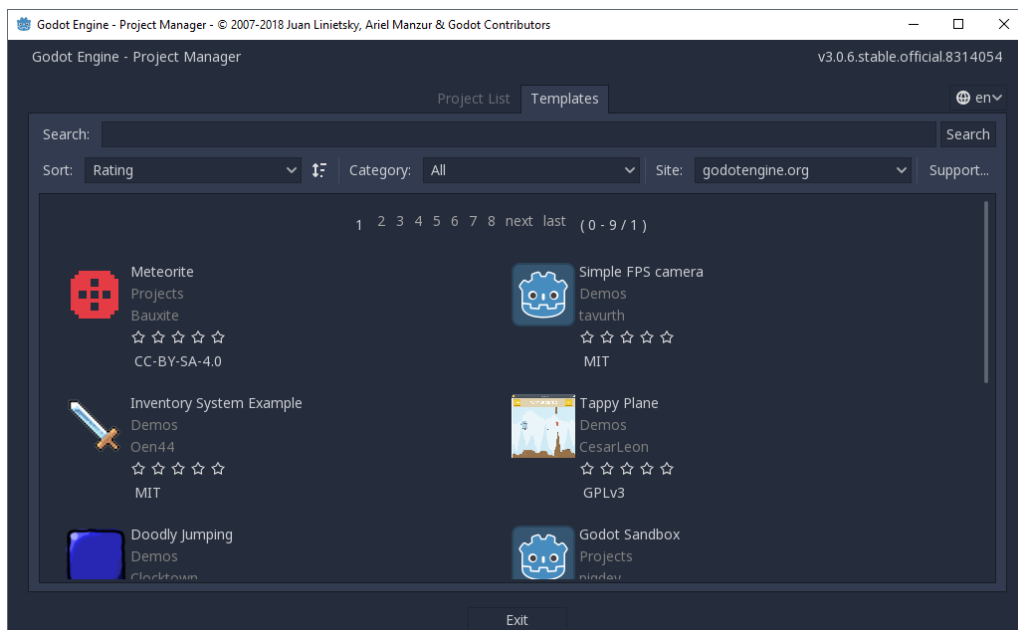 Godot Engine - Project Manager - © 2007-2018 Juan Linietsky, Ariel Manzur & Godot Contributors
Godot Engine - Project Manager v3.0.6.stable.official.8314054
Project List Templates en
Search: Search
Sort: Rating Category: All Site: godotengine.org Support...
1 2 3 4 5 6 7 8 next last ( 0 - 9 / 1 )
Meteorite
Projects
Bauxite
CC-BY-SA-4.0
Simple FPS camera
Demos
tavurth
MIT
Inventory System Example
Demos
Oen44
MIT
Tappy Plane
Demos
CesarLeon
GPLv3
Doodly Jumping
Demos
Clocktown
Godot Sandbox
Projects
nigdev
Exit